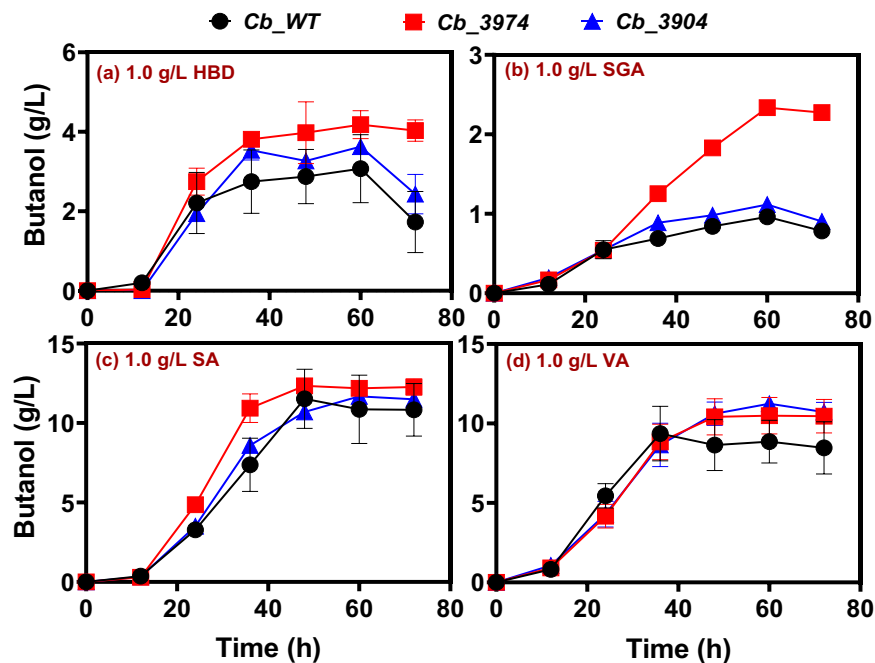 Cb_WT Cb_3974 Cb_3904
(a) 1.0 g/L HBD
Butanol (g/L)
6
4
2
0
0 20 40 60 80
(b) 1.0 g/L SGA
3
2
1
0
0 20 40 60 80
(c) 1.0 g/L SA
Butanol (g/L)
15
10
5
0
0 20 40 60 80
Time (h)
(d) 1.0 g/L VA
15
10
5
0
0 20 40 60 80
Time (h)